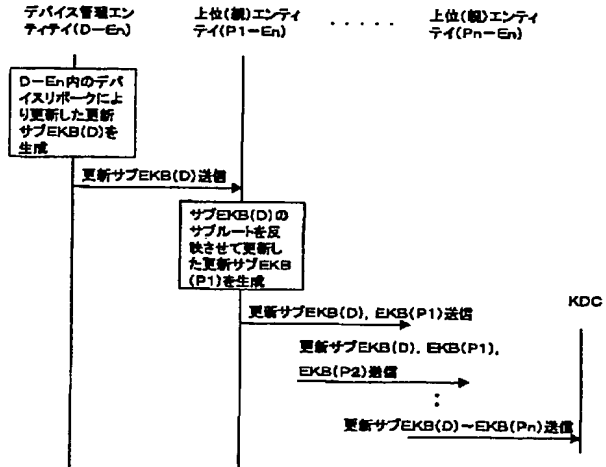 デバイス管理エン
ティテイ(D−En)
上位(親)エンティ
テイ(P1−En)
・・・・・
上位(親)エンティ
テイ(Pn−En)
D−En内のデバ
イスリボークによ
り更新した更新
サブEKB(D)を
生成
更新サブEKB(D)送信
サブEKB(D)の
サブルートを反
映させて更新し
た更新サブEKB
(P1)を生成
更新サブEKB(D), EKB(P1)送信
KDC
更新サブEKB(D), EKB(P1),
EKB(P2)送信
:
更新サブEKB(D)〜EKB(Pn)送信